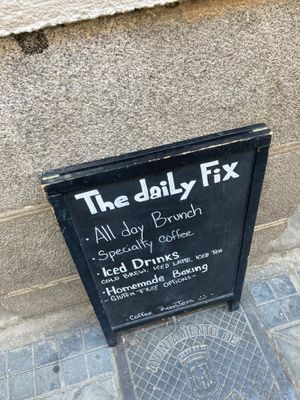 The daily Fix
• All day Brunch
• Specialty Coffee
• Iced Drinks
COLD BREW, ICED LATTE, ICED TEA
• Homemade Baking
- GLUTEN-FREE OPTIONS -
Coffee Roasters
AYUNTAMIENTO DE